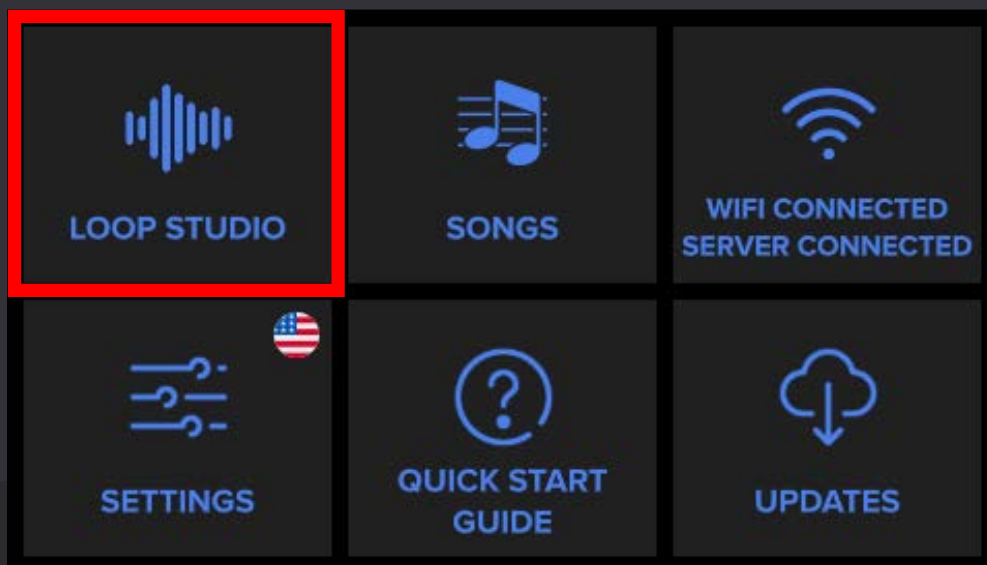 LOOP STUDIO
SONGS
WIFI CONNECTED
SERVER CONNECTED
SETTINGS
QUICK START
GUIDE
UPDATES